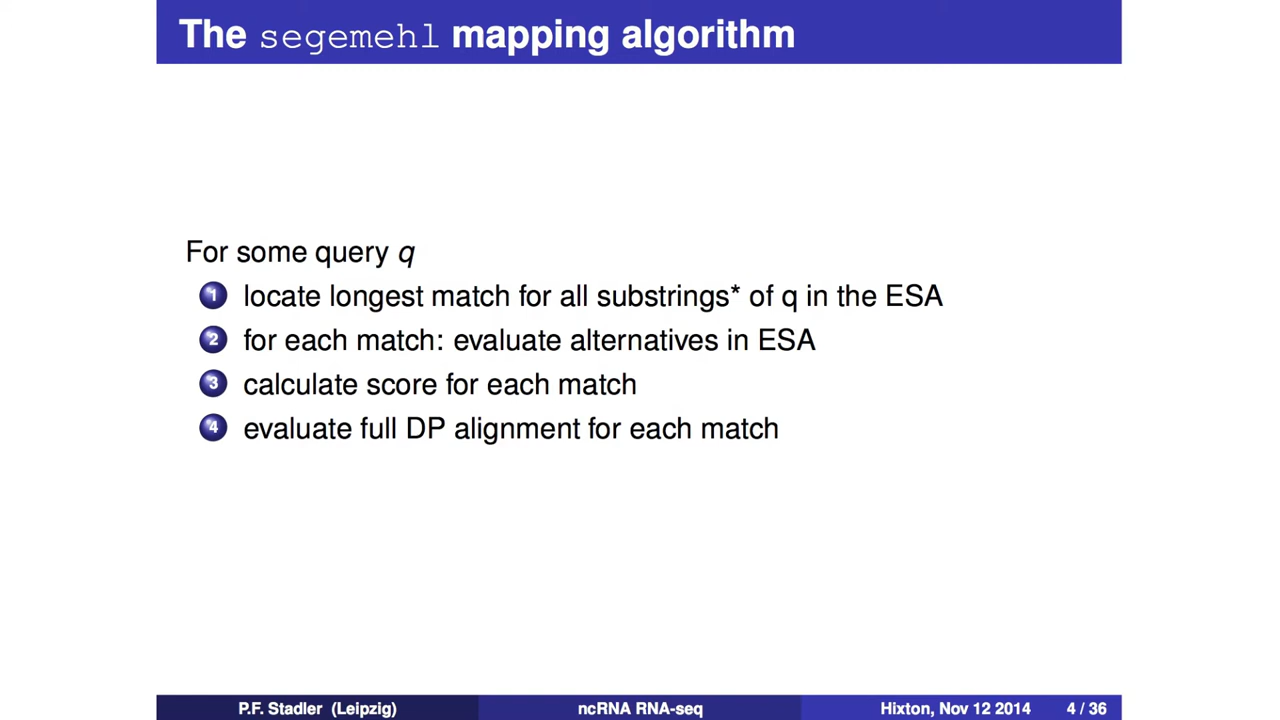 The segemehl mapping algorithm
For some query q
1 locate longest match for all substrings* of q in the ESA
2 for each match: evaluate alternatives in ESA
3 calculate score for each match
4 evaluate full DP alignment for each match
P.F. Stadler (Leipzig) ncRNA RNA-seq Hixton, Nov 12 2014 4 / 36